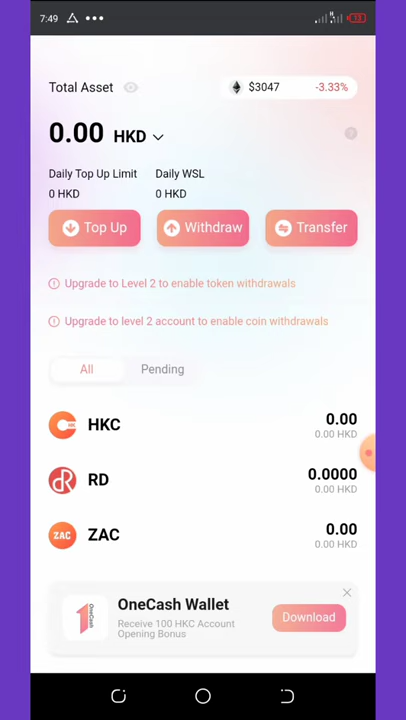 7:49
Total Asset
$3047 -3.33%
0.00 HKD
Daily Top Up Limit Daily WSL
0 HKD 0 HKD
Top Up Withdraw Transfer
Upgrade to Level 2 to enable token withdrawals
Upgrade to level 2 account to enable coin withdrawals
All Pending
HKC 0.00
0.00 HKD
RD 0.0000
0.00 HKD
ZAC ZAC 0.00
0.00 HKD
OneCash
OneCash Wallet
Receive 100 HKC Account
Opening Bonus
Download